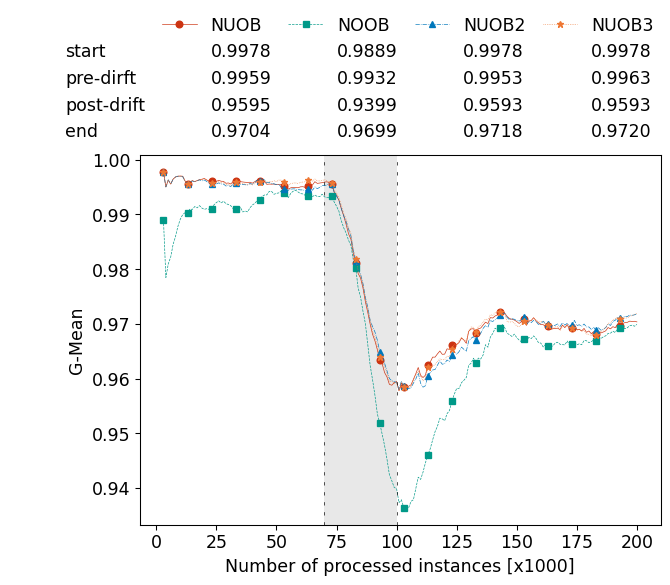 NUOB NOOB NUOB2 NUOB3
start 0.9978 0.9889 0.9978 0.9978
pre-dirft 0.9959 0.9932 0.9953 0.9963
post-drift 0.9595 0.9399 0.9593 0.9593
end 0.9704 0.9699 0.9718 0.9720
1.00
0.99
0.98
0.97
0.96
0.95
0.94
G-Mean
0 25 50 75 100 125 150 175 200
Number of processed instances [x1000]